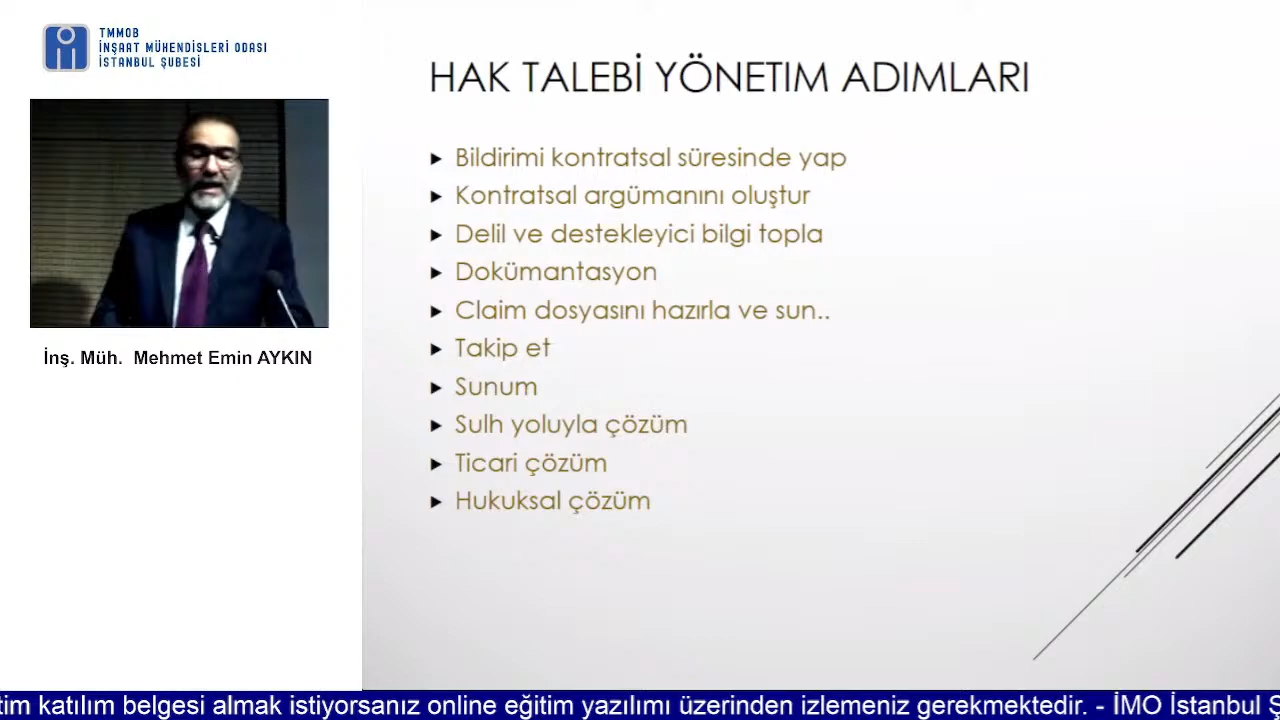 TMMOB
İNŞAAT MÜHENDİSLERİ ODASI
İSTANBUL ŞUBESİ
İnş. Müh. Mehmet Emin AYKIN
HAK TALEBİ YÖNETIM ADIMLARI
Bildirimi kontratsal süresinde yap
Kontratsal argümanını oluştur
Delil ve destekleyici bilgi topla
Dokümantasyon
Claim dosyasını hazırla ve sun..
Takip et
Sunum
Sulh yoluyla çözüm
Ticari çözüm
Hukuksal çözüm
tim katılım belgesi almak istiyorsanız online eğitim yazılımı üzerinden izlemeniz gerekmektedir. - İMO İstanbul Ş